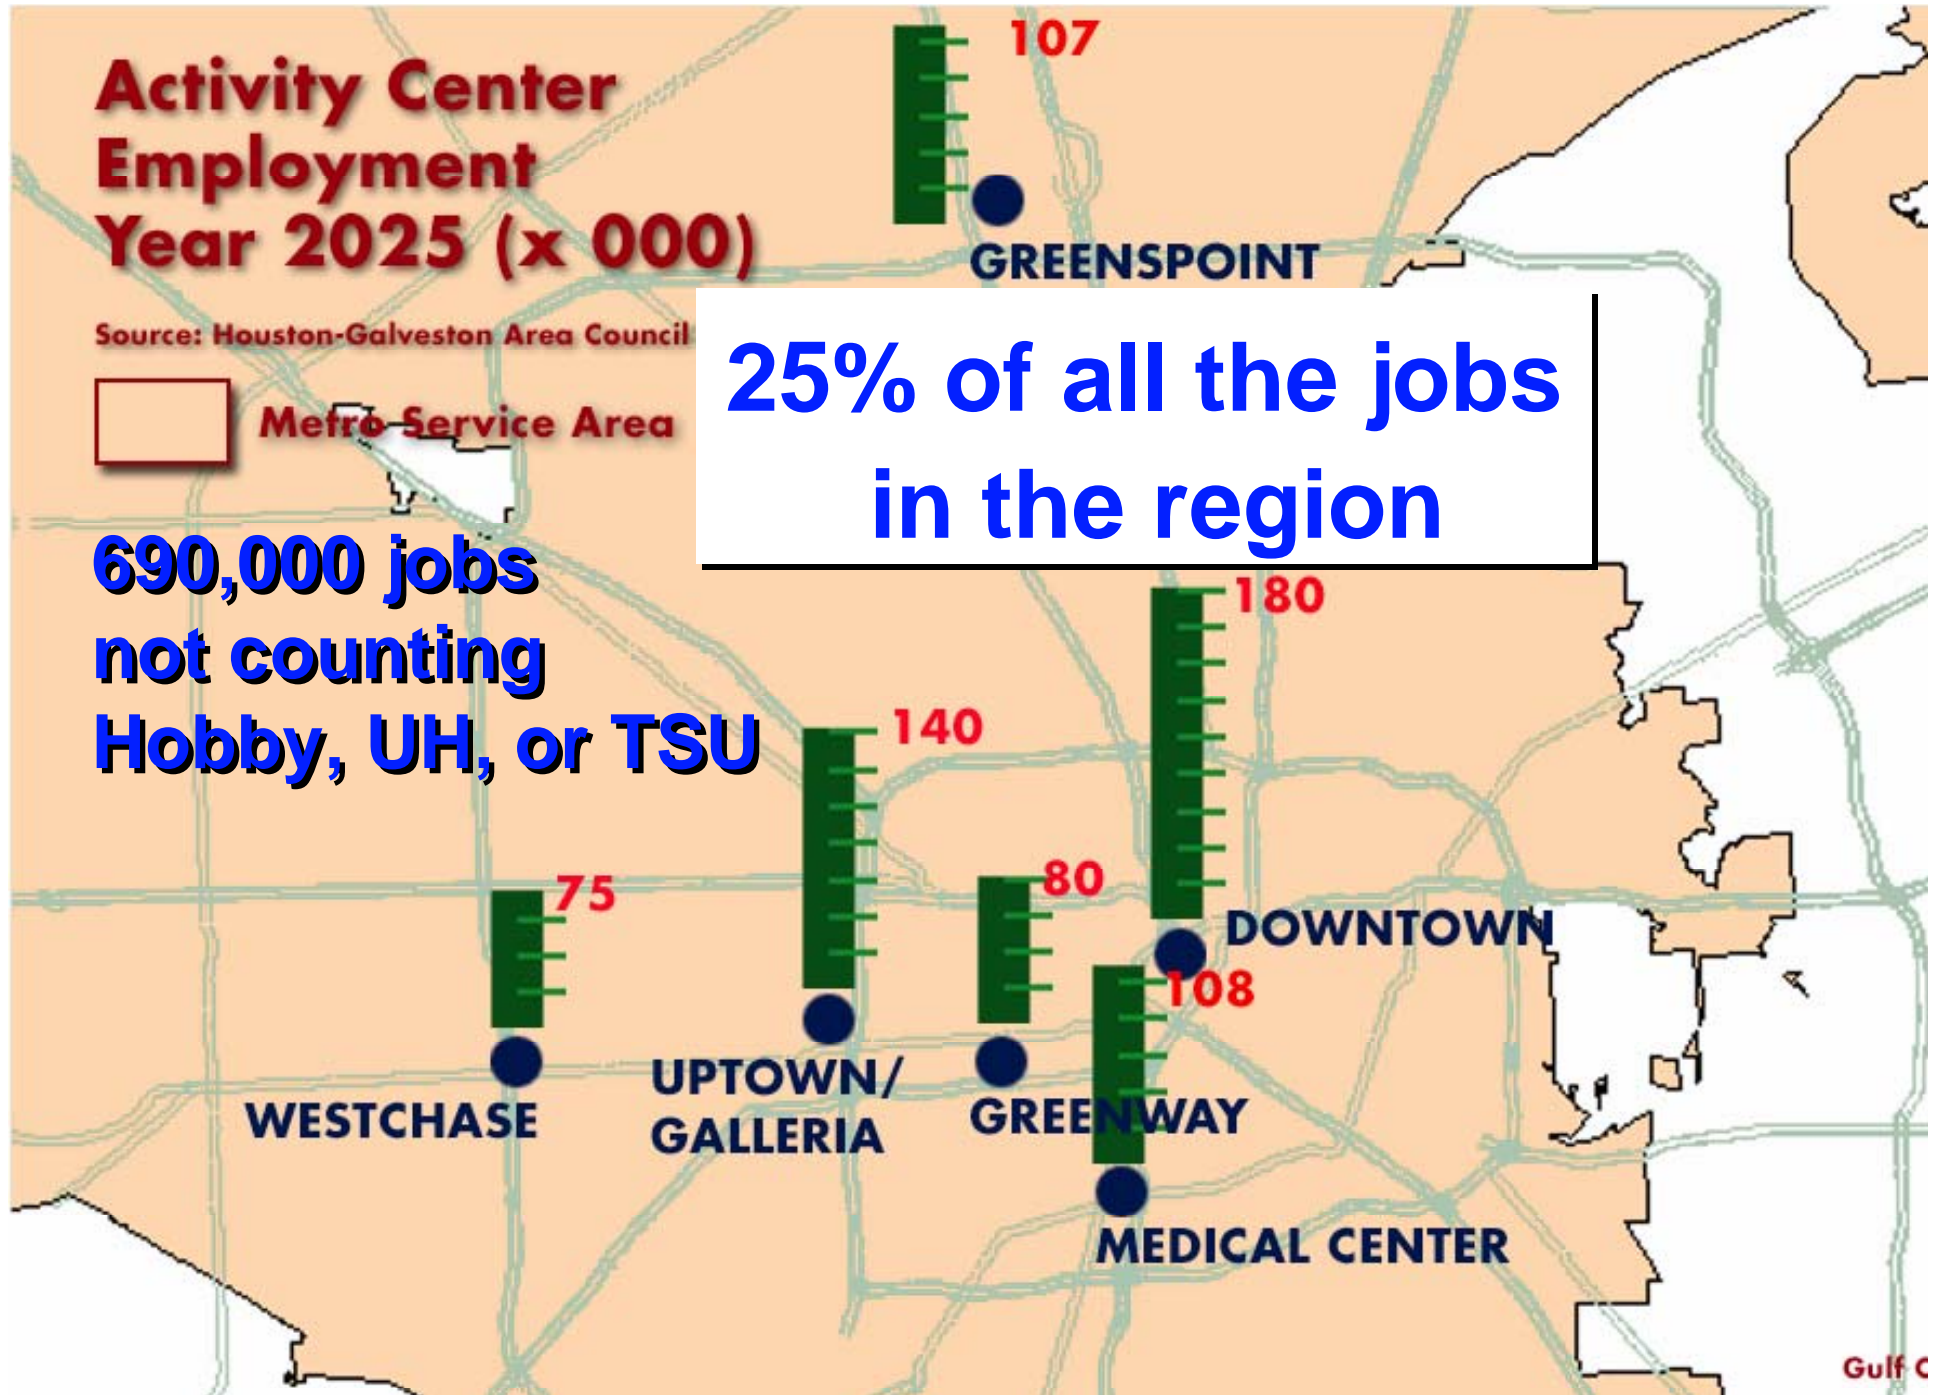 107
Activity Center
Employment
Year 2025 (x 000)
GREENSPOINT
Source: Houston-Galveston Area Council
25% of all the jobs
in the region
Metro Service Area
690,000 jobs
not counting
Hobby, UH, or TSU
180
140
75
80
DOWNTOWN
108
WESTCHASE
UPTOWN/
GALLERIA
GREENWAY
MEDICAL CENTER
Gulf